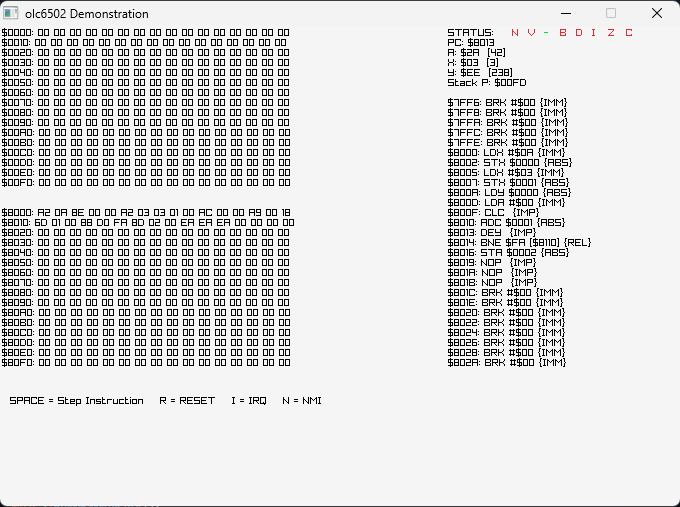 olc6502 Demonstration
$0000: 00 00 00 00 00 00 00 00 00 00 00 00 00 00 00 00
$0010: 00 00 00 00 00 00 00 00 00 00 00 00 00 00 00 00
$0020: 00 00 00 00 00 00 00 00 00 00 00 00 00 00 00 00
$0030: 00 00 00 00 00 00 00 00 00 00 00 00 00 00 00 00
$0040: 00 00 00 00 00 00 00 00 00 00 00 00 00 00 00 00
$0050: 00 00 00 00 00 00 00 00 00 00 00 00 00 00 00 00
$0060: 00 00 00 00 00 00 00 00 00 00 00 00 00 00 00 00
$0070: 00 00 00 00 00 00 00 00 00 00 00 00 00 00 00 00
$0080: 00 00 00 00 00 00 00 00 00 00 00 00 00 00 00 00
$0090: 00 00 00 00 00 00 00 00 00 00 00 00 00 00 00 00
$00A0: 00 00 00 00 00 00 00 00 00 00 00 00 00 00 00 00
$00B0: 00 00 00 00 00 00 00 00 00 00 00 00 00 00 00 00
$00C0: 00 00 00 00 00 00 00 00 00 00 00 00 00 00 00 00
$00D0: 00 00 00 00 00 00 00 00 00 00 00 00 00 00 00 00
$00E0: 00 00 00 00 00 00 00 00 00 00 00 00 00 00 00 00
$00F0: 00 00 00 00 00 00 00 00 00 00 00 00 00 00 00 00
$8000: A2 0A 8E 00 00 A2 03 8E 01 00 AC 00 00 A9 00 18
$8010: 6D 01 00 88 D0 FA 8D 02 00 EA EA EA 00 00 00 00
$8020: 00 00 00 00 00 00 00 00 00 00 00 00 00 00 00 00
$8030: 00 00 00 00 00 00 00 00 00 00 00 00 00 00 00 00
$8040: 00 00 00 00 00 00 00 00 00 00 00 00 00 00 00 00
$8050: 00 00 00 00 00 00 00 00 00 00 00 00 00 00 00 00
$8060: 00 00 00 00 00 00 00 00 00 00 00 00 00 00 00 00
$8070: 00 00 00 00 00 00 00 00 00 00 00 00 00 00 00 00
$8080: 00 00 00 00 00 00 00 00 00 00 00 00 00 00 00 00
$8090: 00 00 00 00 00 00 00 00 00 00 00 00 00 00 00 00
$80A0: 00 00 00 00 00 00 00 00 00 00 00 00 00 00 00 00
$80B0: 00 00 00 00 00 00 00 00 00 00 00 00 00 00 00 00
$80C0: 00 00 00 00 00 00 00 00 00 00 00 00 00 00 00 00
$80D0: 00 00 00 00 00 00 00 00 00 00 00 00 00 00 00 00
$80E0: 00 00 00 00 00 00 00 00 00 00 00 00 00 00 00 00
$80F0: 00 00 00 00 00 00 00 00 00 00 00 00 00 00 00 00
STATUS: N V - B D I Z C
PC: $8013
A: $2A [42]
X: $03 [3]
Y: $EE [238]
Stack P: $00FD
$7FF6: BRK #$00 {IMM}
$7FF8: BRK #$00 {IMM}
$7FFA: BRK #$00 {IMM}
$7FFC: BRK #$00 {IMM}
$7FFE: BRK #$00 {IMM}
$8000: LDX #$0A {IMM}
$8002: STX $0000 {ABS}
$8005: LDX #$03 {IMM}
$8007: STX $0001 {ABS}
$800A: LDY $0000 {ABS}
$800D: LDA #$00 {IMM}
$800F: CLC {IMP}
$8010: ADC $0001 {ABS}
$8013: DEY {IMP}
$8014: BNE $FA [$8110] {REL}
$8016: STA $0002 {ABS}
$8019: NOP {IMP}
$801A: NOP {IMP}
$801B: NOP {IMP}
$801C: BRK #$00 {IMM}
$801E: BRK #$00 {IMM}
$8020: BRK #$00 {IMM}
$8022: BRK #$00 {IMM}
$8024: BRK #$00 {IMM}
$8026: BRK #$00 {IMM}
$8028: BRK #$00 {IMM}
$802A: BRK #$00 {IMM}
SPACE = Step Instruction R = RESET I = IRQ N = NMI